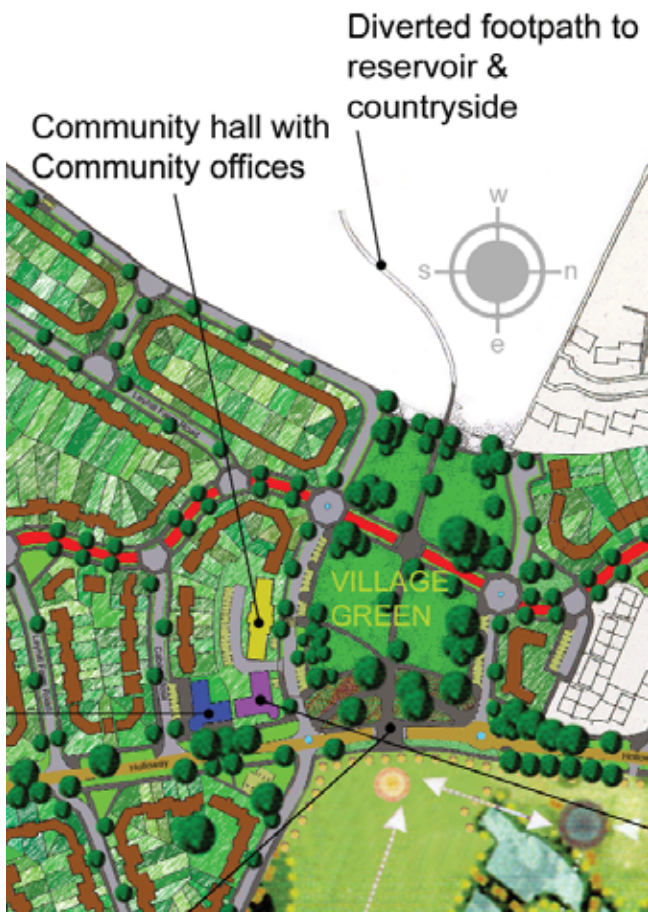 Diverted footpath to
reservoir &
countryside
Community hall with
Community offices
w
s
n
e
VILLAGE
GREEN
Holloway